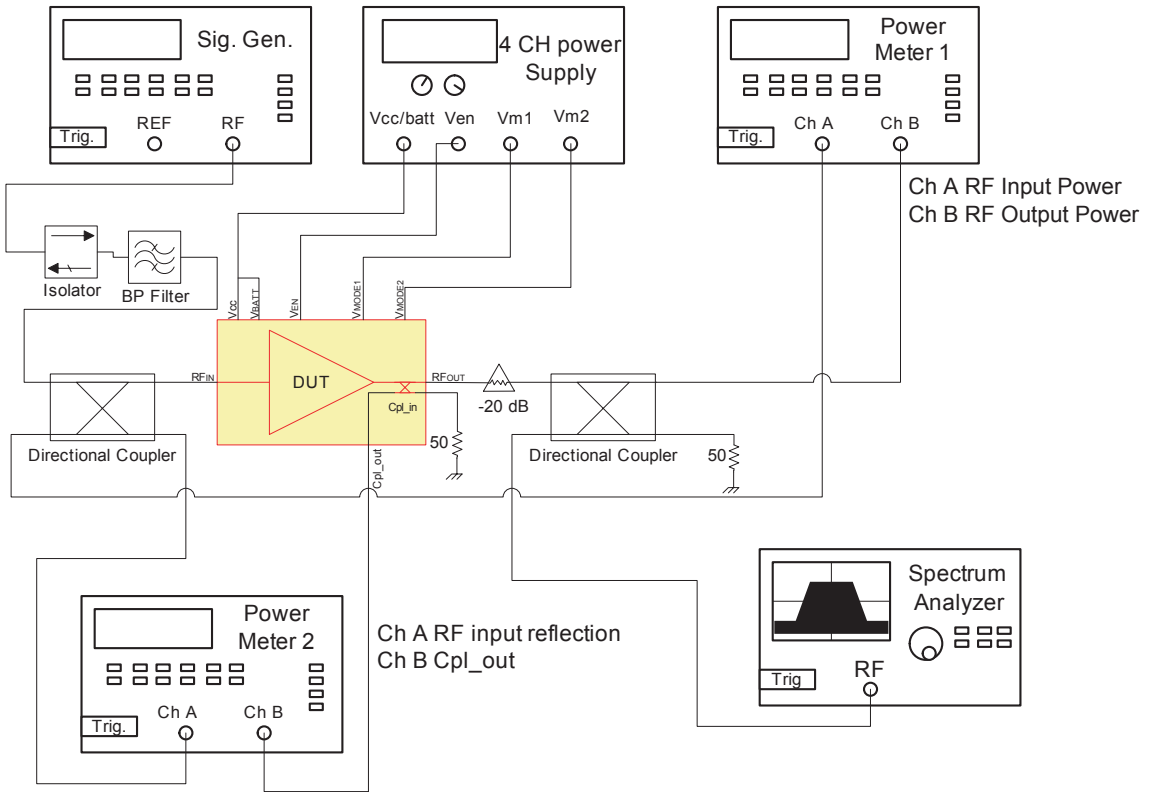 Sig. Gen.
REF
RF
Trig.
4 CH power
Supply
Vcc/batt
Ven
Vm1
Vm2
Power
Meter 1
Ch A
Ch B
Trig.
Ch A RF Input Power
Ch B RF Output Power
Isolator
BP Filter
VCC
VBATT
VEN
VMODE1
VMODE2
RFIN
DUT
RFOUT
Cpl_in
-20 dB
50
Cpl_out
Directional Coupler
Directional Coupler
50
Power
Meter 2
Ch A
Ch B
Trig.
Ch A RF input reflection
Ch B Cpl_out
Spectrum
Analyzer
Trig
RF